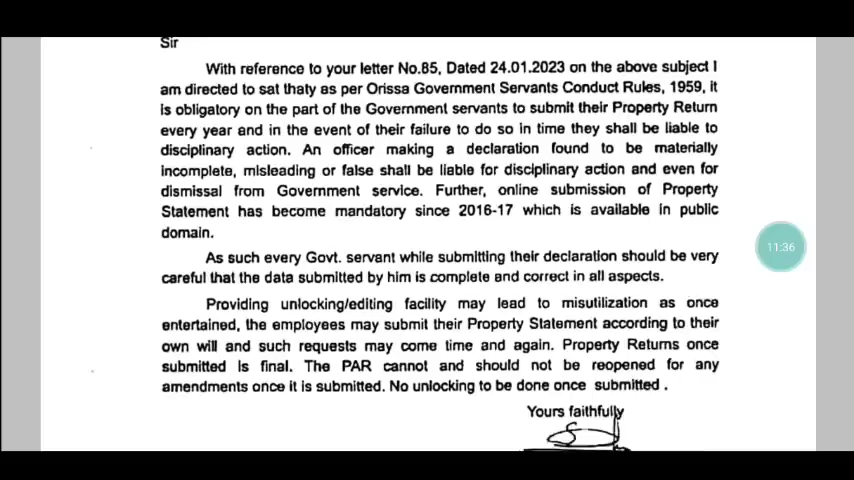 Sir
With reference to your letter No.85, Dated 24.01.2023 on the above subject I
am directed to sat thaty as per Orissa Government Servants Conduct Rules, 1959, it
is obligatory on the part of the Government servants to submit their Property Return
every year and in the event of their failure to do so in time they shall be liable to
disciplinary action. An officer making a declaration found to be materially
incomplete, misleading or false shall be liable for disciplinary action and even for
dismissal from Government service. Further, online submission of Property
Statement has become mandatory since 2016-17 which is available in public
domain.
As such every Govt. servant while submitting their declaration should be very
careful that the data submitted by him is complete and correct in all aspects.
Providing unlocking/editing facility may lead to misutilization as once
entertained, the employees may submit their Property Statement according to their
own will and such requests may come time and again. Property Returns once
submitted is final. The PAR cannot and should not be reopened for any
amendments once it is submitted. No unlocking to be done once submitted .
Yours faithfully
11:36